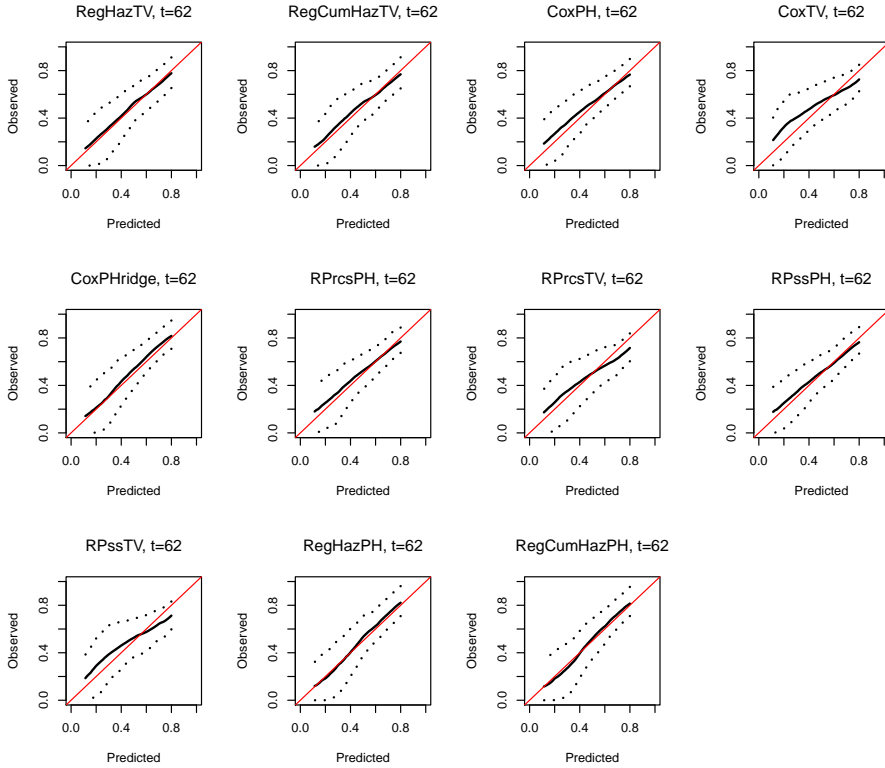 RegHazTV, t=62
Observed
0.0 0.4 0.8
0.0 0.4 0.8
Predicted
RegCumHazTV, t=62
Observed
0.0 0.4 0.8
0.0 0.4 0.8
Predicted
CoxPH, t=62
Observed
0.0 0.4 0.8
0.0 0.4 0.8
Predicted
CoxTV, t=62
Observed
0.0 0.4 0.8
0.0 0.4 0.8
Predicted
CoxPHridge, t=62
Observed
0.0 0.4 0.8
0.0 0.4 0.8
Predicted
RPrcsPH, t=62
Observed
0.0 0.4 0.8
0.0 0.4 0.8
Predicted
RPrcsTV, t=62
Observed
0.0 0.4 0.8
0.0 0.4 0.8
Predicted
RPssPH, t=62
Observed
0.0 0.4 0.8
0.0 0.4 0.8
Predicted
RPssTV, t=62
Observed
0.0 0.4 0.8
0.0 0.4 0.8
Predicted
RegHazPH, t=62
Observed
0.0 0.4 0.8
0.0 0.4 0.8
Predicted
RegCumHazPH, t=62
Observed
0.0 0.4 0.8
0.0 0.4 0.8
Predicted